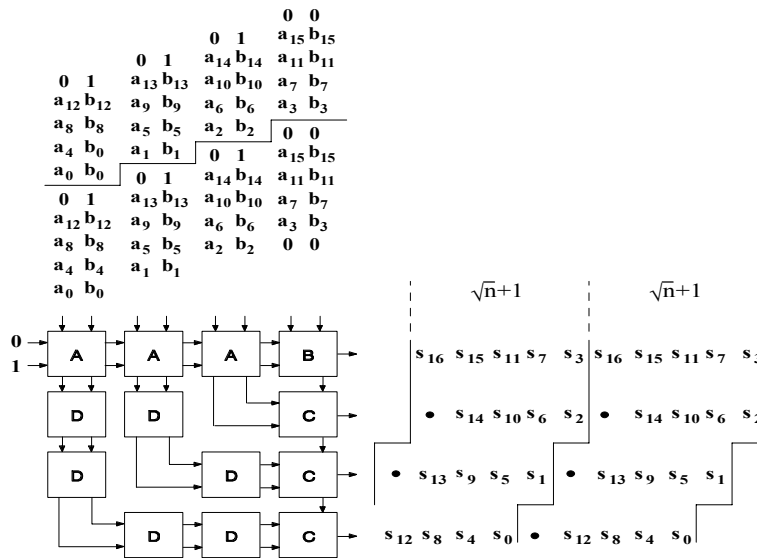 0 0
a15 b15
a11 b11
a7 b7
a3 b3
0 1
a14 b14
a10 b10
a6 b6
a2 b2
0 1
a13 b13
a9 b9
a5 b5
a1 b1
0 1
a12 b12
a8 b8
a4 b0
a0 b0
0 0
a15 b15
a11 b11
a7 b7
a3 b3
0 0
0 1
a14 b14
a10 b10
a6 b6
a2 b2
0 1
a13 b13
a9 b9
a5 b5
a1 b1
0 1
a12 b12
a8 b8
a4 b4
a0 b0
√n+1 √n+1
0
1
A A A B
D D C
D D C
D D C
s16 s15 s11 s7 s3 s16 s15 s11 s7 s3
• s14 s10 s6 s2 • s14 s10 s6 s2
• s13 s9 s5 s1 • s13 s9 s5 s1
s12 s8 s4 s0 • s12 s8 s4 s0